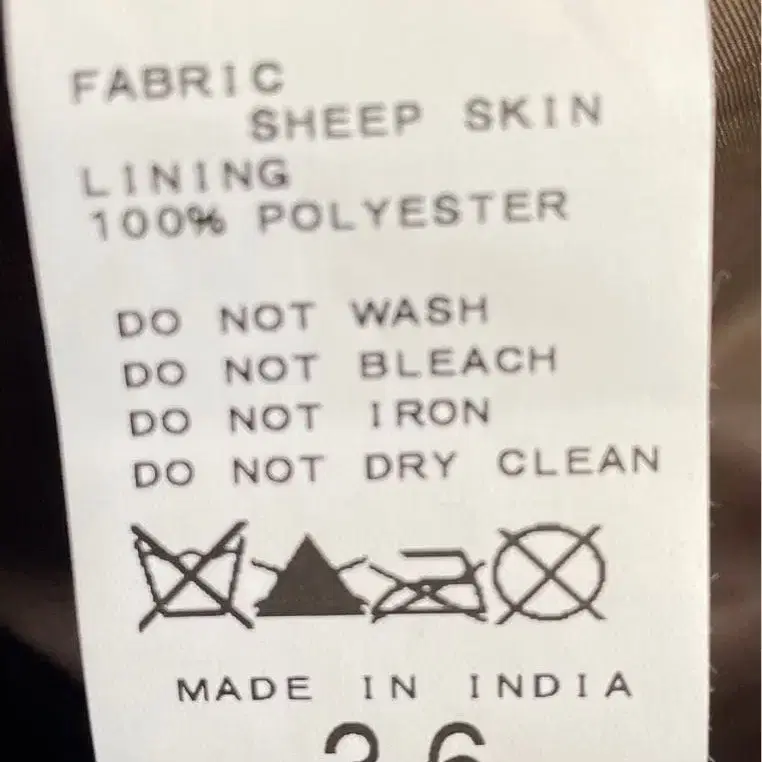 FABRIC
SHEEP SKIN
LINING
100% POLYESTER
DO NOT WASH
DO NOT BLEACH
DO NOT IRON
DO NOT DRY CLEAN
MADE IN INDIA
36